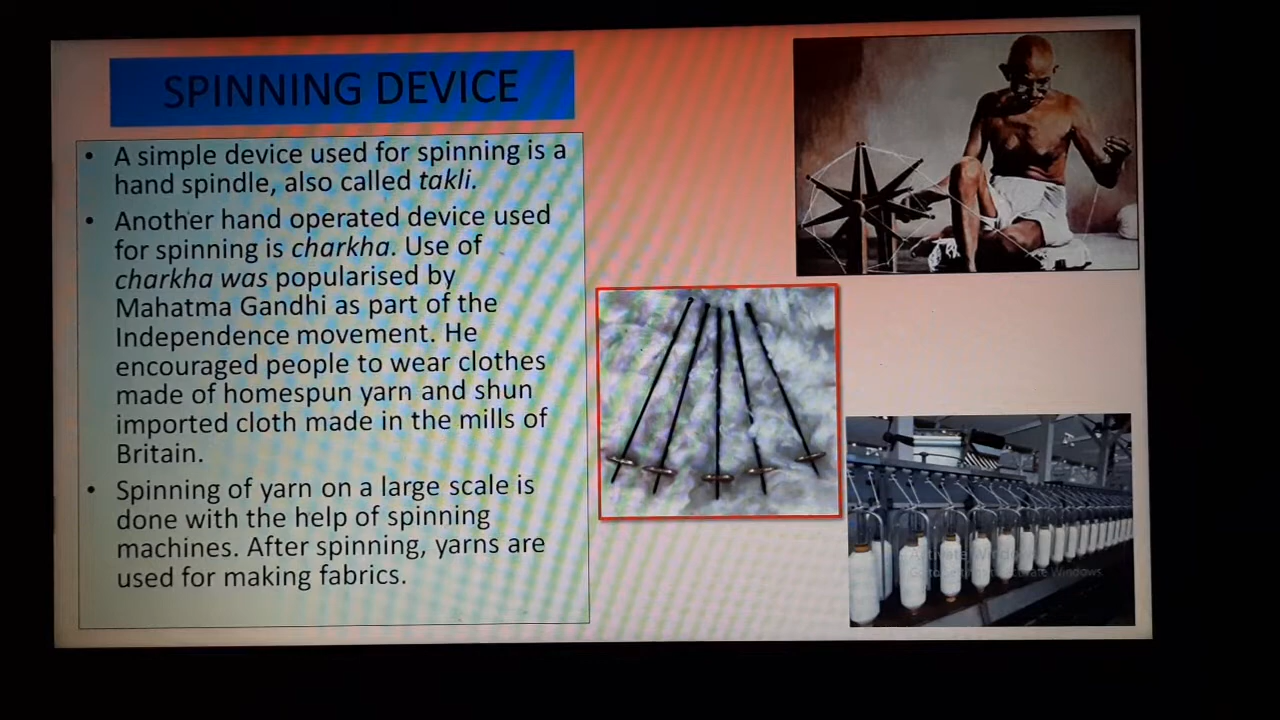 SPINNING DEVICE
• A simple device used for spinning is a
hand spindle, also called takli.
• Another hand operated device used
for spinning is charkha. Use of
charkha was popularised by
Mahatma Gandhi as part of the
Independence movement. He
encouraged people to wear clothes
made of homespun yarn and shun
imported cloth made in the mills of
Britain.
• Spinning of yarn on a large scale is
done with the help of spinning
machines. After spinning, yarns are
used for making fabrics.
Activate Windows